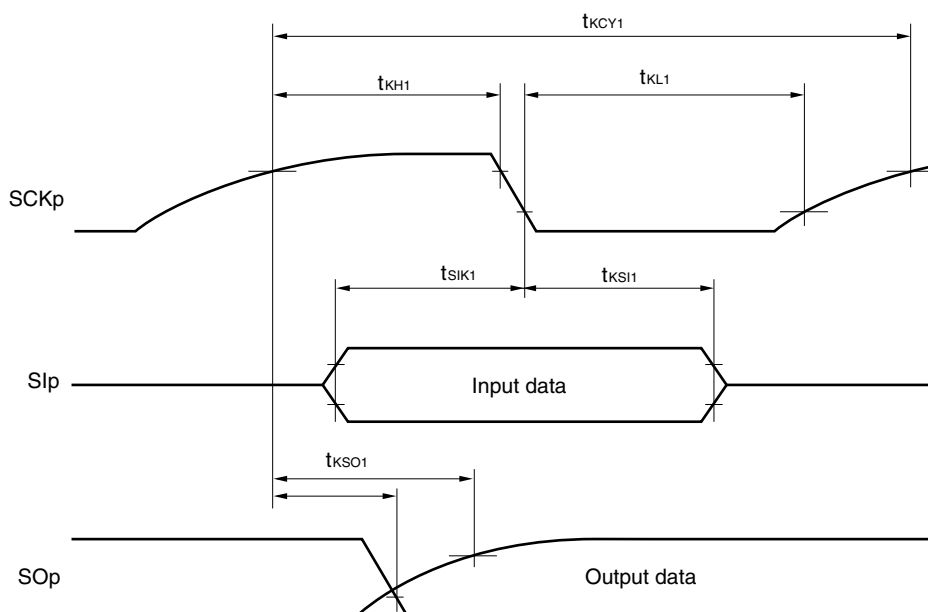 tKCY1
tKH1
tKL1
SCKp
tSIK1
tKSI1
SIp
Input data
tKSO1
SOp
Output data